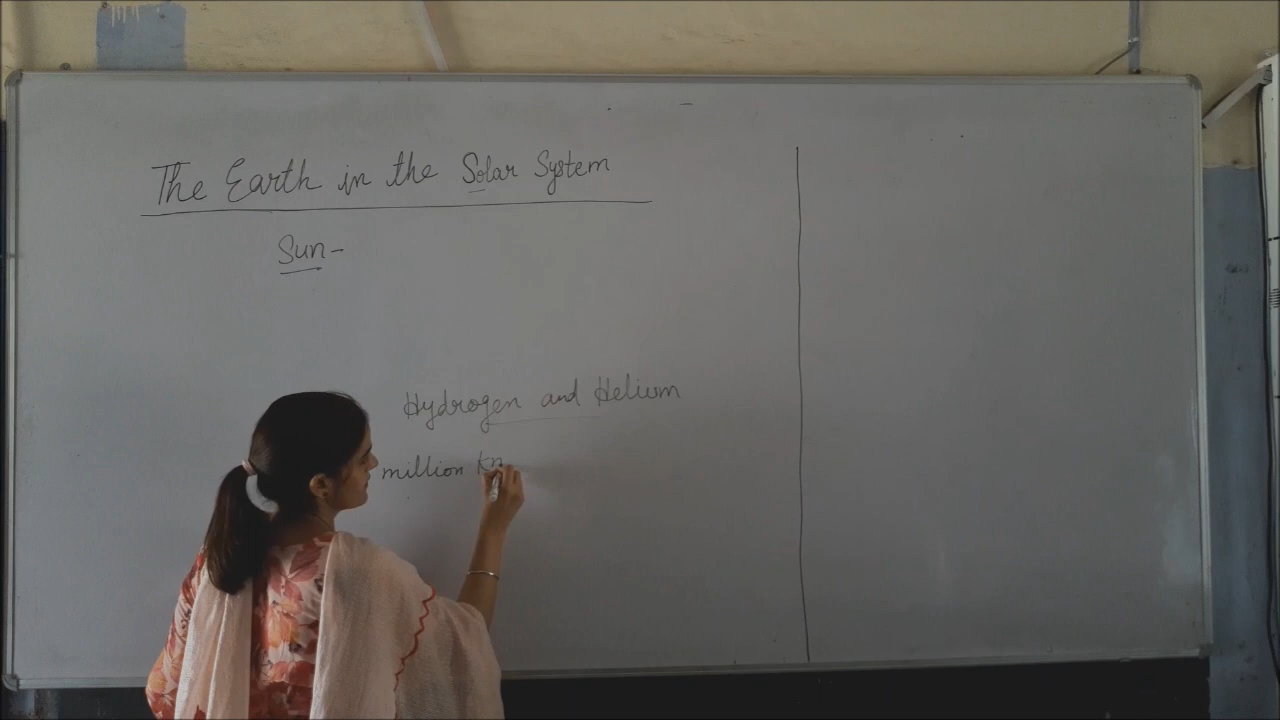 The Earth in the Solar System
Sun-
Hydrogen and Helium
million km